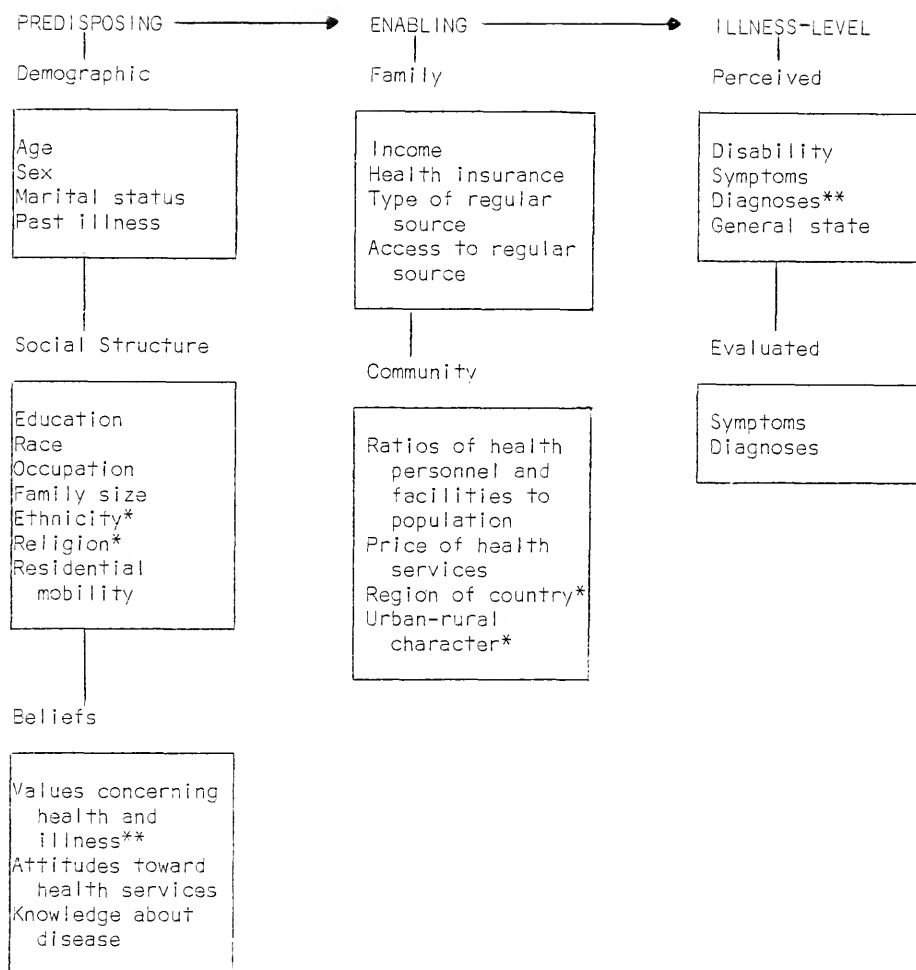 PREDISPOSING
Demographic
Age
Sex
Marital status
Past illness
Social Structure
Education
Race
Occupation
Family size
Ethnicity*
Religion*
Residential
mobility
Beliefs
Values concerning
health and
illness**
Attitudes toward
health services
Knowledge about
disease
ENABLING
Family
Income
Health insurance
Type of regular
source
Access to regular
source
Community
Ratios of health
personnel and
facilities to
population
Price of health
services
Region of country*
Urban-rural
character*
ILLNESS-LEVEL
Perceived
Disability
Symptoms
Diagnoses**
General state
Evaluated
Symptoms
Diagnoses